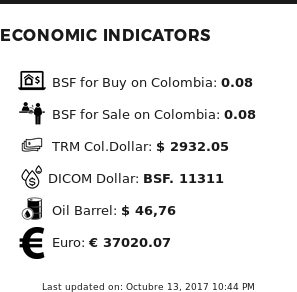 ECONOMIC INDICATORS
BSF for Buy on Colombia: 0.08
BSF for Sale on Colombia: 0.08
TRM Col.Dollar: $ 2932.05
DICOM Dollar: BSF. 11311
Oil Barrel: $ 46,76
Euro: € 37020.07
Last updated on: Octubre 13, 2017 10:44 PM